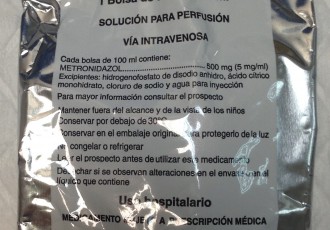 1 Bolsa de
SOLUCIÓN PARA PERFUSIÓN
VÍA INTRAVENOSA
Cada bolsa de 100 ml contiene:
METRONIDAZOL.......................500 mg (5 mg/ml)
Excipientes: hidrogenofosfato de disodio anhidro, ácido cítrico
monohidrato, cloruro de sodio y agua para inyección
Para mayor información consultar el prospecto
Mantener fuera del alcance y de la vista de los niños
Conservar por debajo de 30°C
Conservar en el embalaje original para protegerlo de la luz
No congelar o refrigerar
Leer el prospecto antes de utilizar este medicamento
Desechar si se observan alteraciones en el envase o en el
líquido que contiene
Uso hospitalario
MEDICAMENTO A PRESCRIPCIÓN MÉDICA